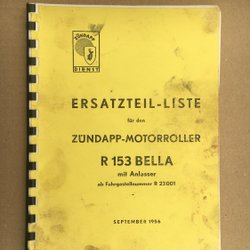 ZÜNDAPP
DIENST
ERSATZTEIL-LISTE
für den
ZÜNDAPP-MOTORROLLER
R 153 BELLA
mit Anlasser
ab Fahrgestellnummer R 23001
SEPTEMBER 1956